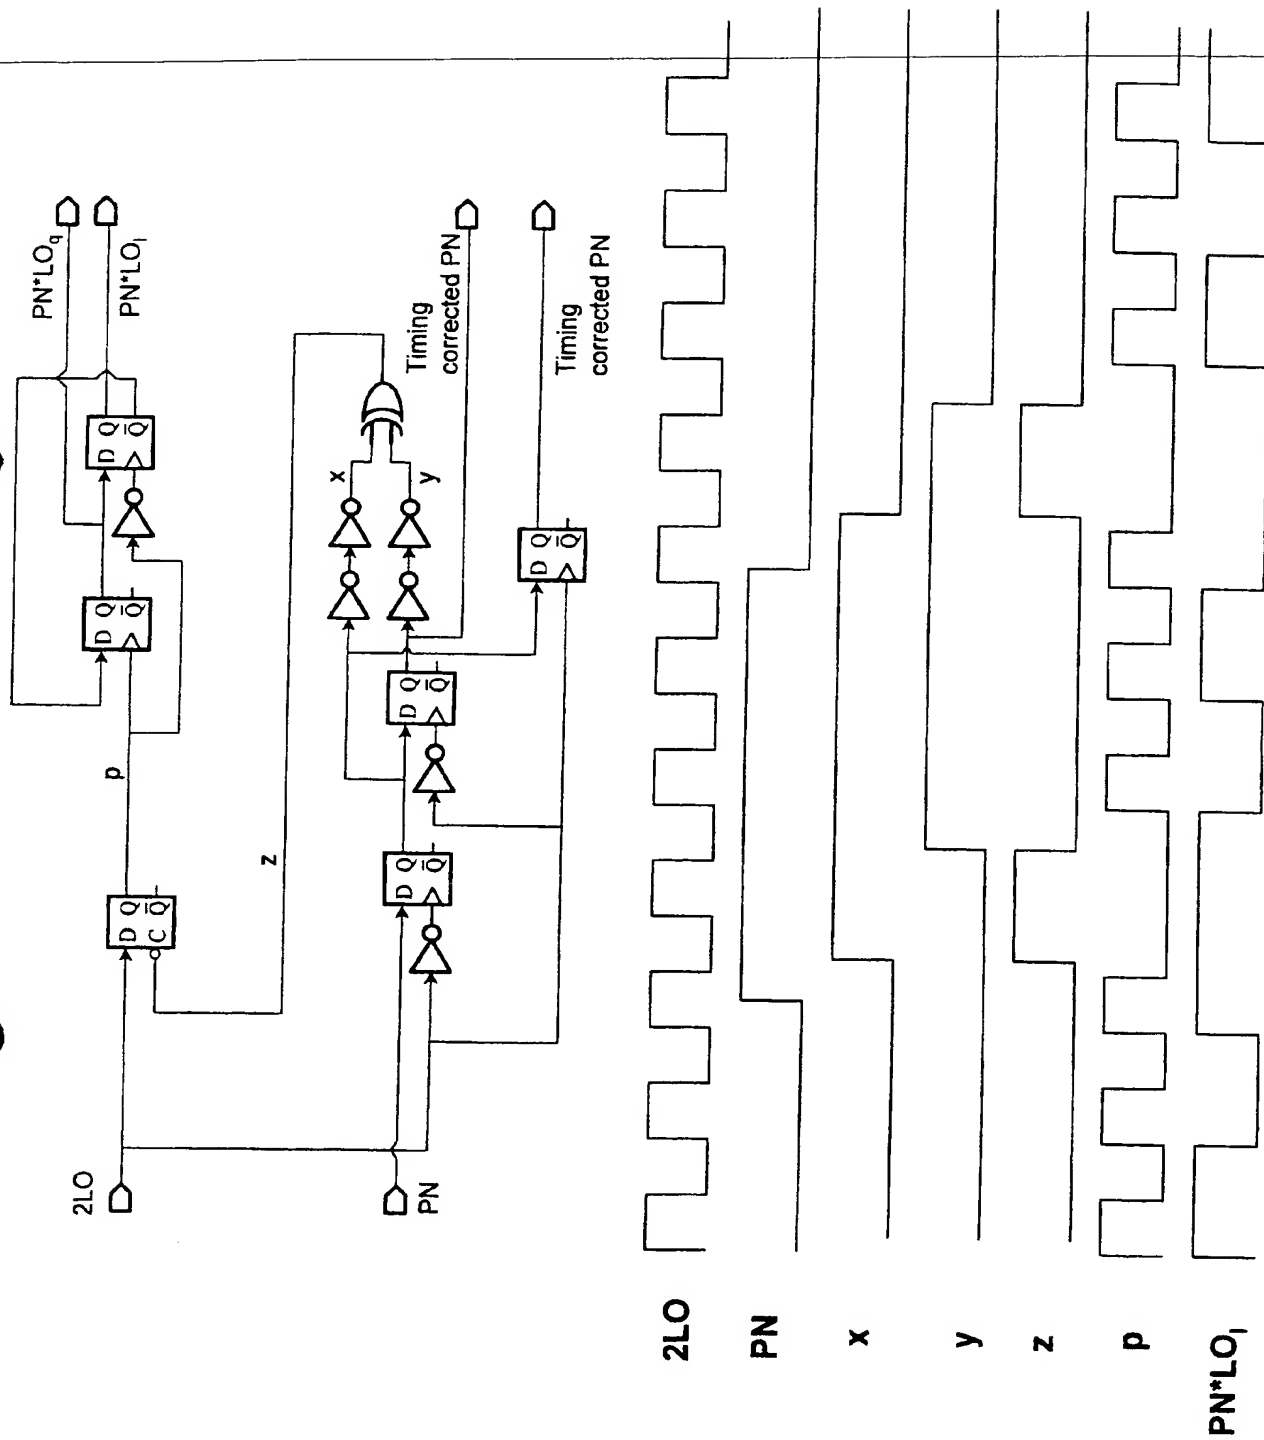 2LO
PN
p
z
D Q
C Q̅
D Q
Q̅
D Q
Q̅
PN*LOq
PN*LOI
D Q
Q̅
D Q
Q̅
x
y
Timing
corrected PN
D Q
Q̅
Timing
corrected PN
2LO
PN
x
y
z
p
PN*LOI